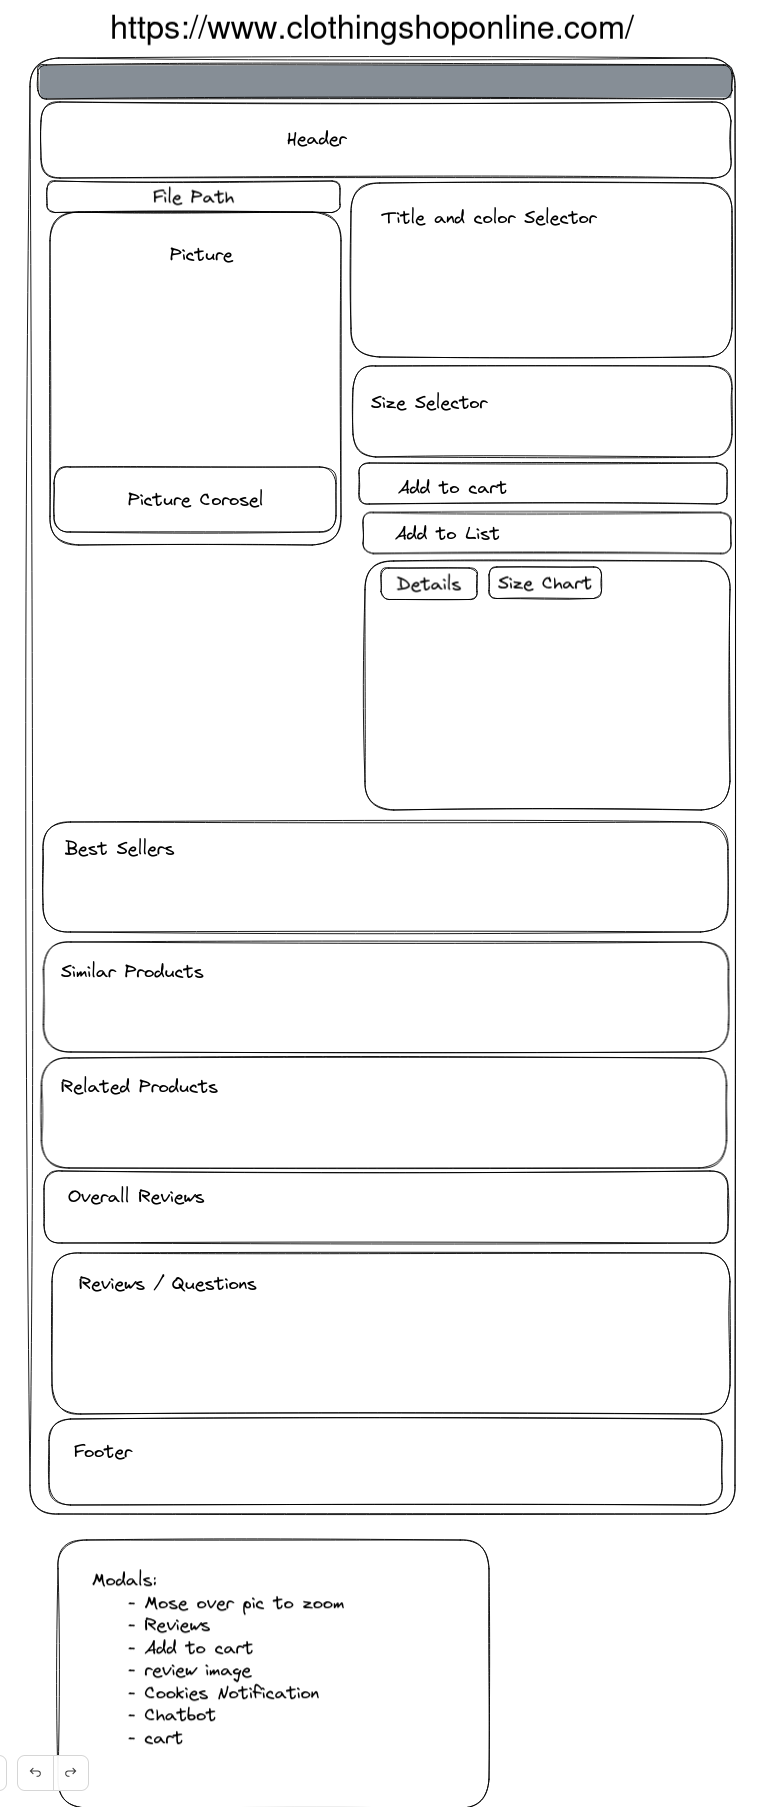 https://www.clothingshoponline.com/
Header
File Path
Picture
Picture Corosel
Title and color Selector
Size Selector
Add to cart
Add to List
Details
Size Chart
Best Sellers
Similar Products
Related Products
Overall Reviews
Reviews / Questions
Footer
Modals:
- Mose over pic to zoom
- Reviews
- Add to cart
- review image
- Cookies Notification
- Chatbot
- cart